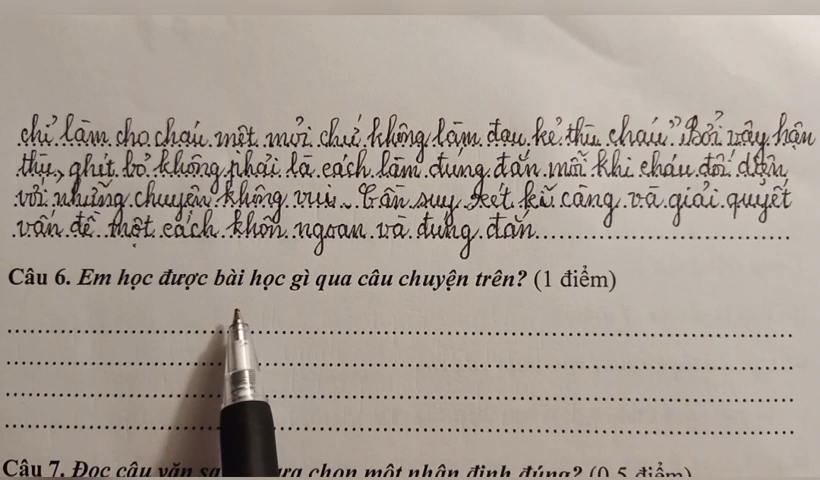 chỉ làm cho cháu mệt mỏi chứ không làm đau kẻ thù cháu" Bởi vậy hận
thù, ghét bỏ không phải là cách làm đúng đắn mỗi khi cháu đối diện
với những chuyện không vui. Cần suy xét kĩ càng và giải quyết
vấn đề một cách khôn ngoan và đúng đắn
Câu 6. Em học được bài học gì qua câu chuyện trên? (1 điểm)
Câu 7. Đọc câu văn chọn một nhận định đúng? (0,5 điểm)